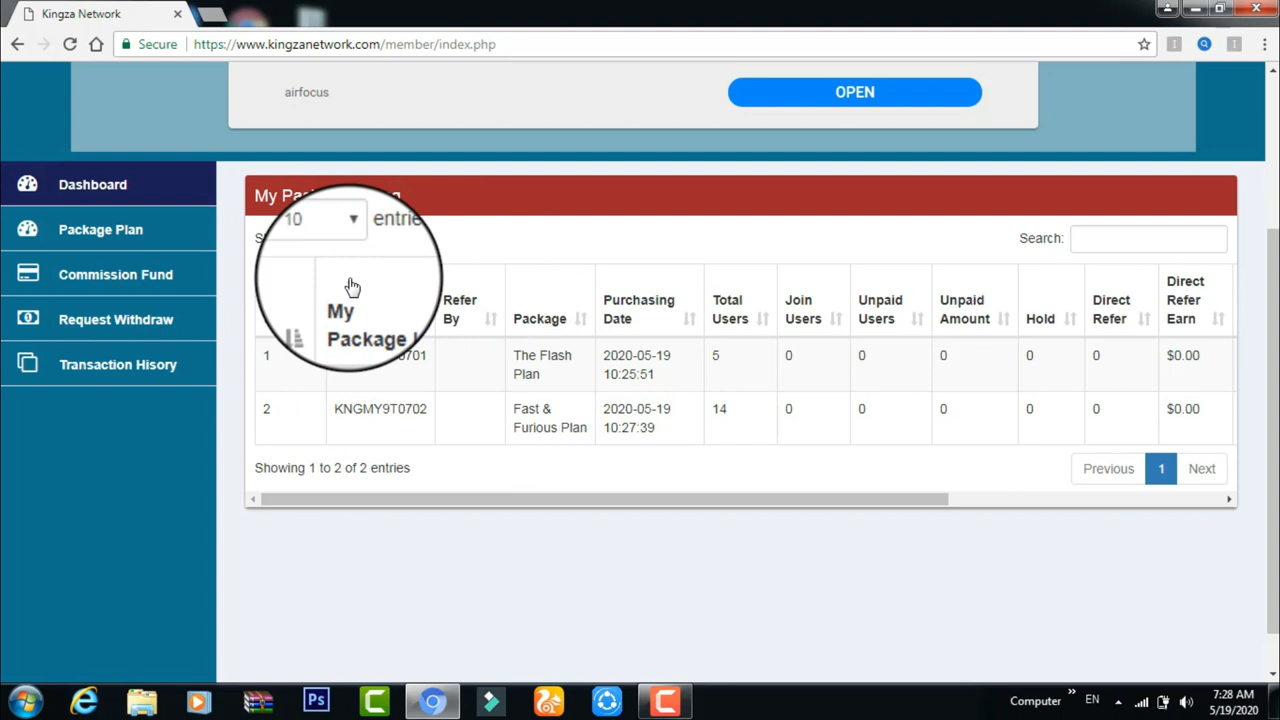 Kingza Network
Secure https://www.kingzanetwork.com/member/index.php
airfocus OPEN
Dashboard
Package Plan
Commission Fund
Request Withdraw
Transaction Hisory
My
10 entrie
Search:
My
Package
Refer By
Package
Purchasing Date
Total Users
Join Users
Unpaid Users
Unpaid Amount
Hold
Direct Refer
Direct Refer Earn
1 0701 The Flash Plan 2020-05-19 10:25:51 5 0 0 0 0 0 $0.00
2 KNGMY9T0702 Fast & Furious Plan 2020-05-19 10:27:39 14 0 0 0 0 0 $0.00
Showing 1 to 2 of 2 entries
Previous 1 Next
Ps
Computer » EN
7:28 AM
5/19/2020